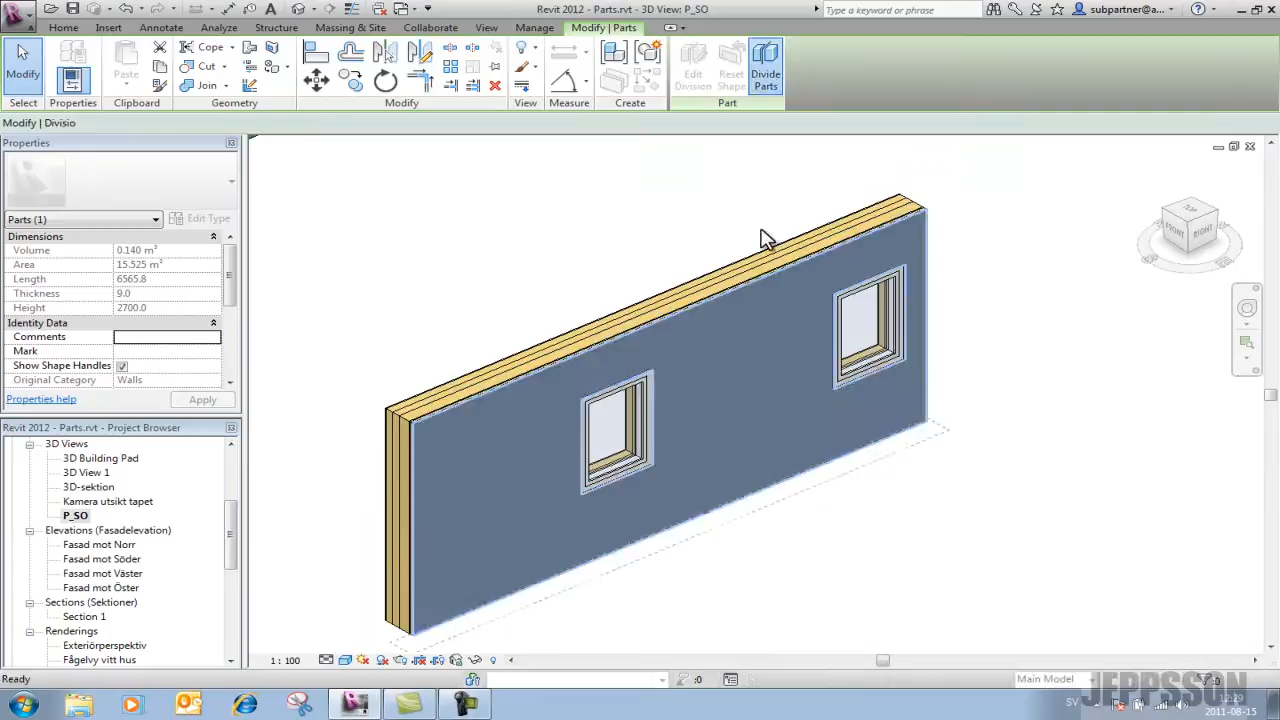 Revit 2012 - Parts.rvt - 3D View: P_SO
Type a keyword or phrase
subpartner@a...
Home Insert Annotate Analyze Structure Massing & Site Collaborate View Manage Modify | Parts
Modify
Paste
Cope
Cut
Join
Edit Division
Reset Shape
Divide Parts
Select Properties Clipboard Geometry Modify View Measure Create Part
Modify | Divisio
Properties
Parts (1)
Edit Type
Dimensions
Volume 0.140 m³
Area 15.525 m²
Length 6565.8
Thickness 9.0
Height 2700.0
Identity Data
Comments
Mark
Show Shape Handles
Original Category Walls
Properties help
Apply
Revit 2012 - Parts.rvt - Project Browser
3D Views
3D Building Pad
3D View 1
3D-sektion
Kamera utsikt tapet
P_SO
Elevations (Fasadelevation)
Fasad mot Norr
Fasad mot Söder
Fasad mot Väster
Fasad mot Öster
Sections (Sektioner)
Section 1
Renderings
Exteriörperspektiv
Fågelvy vitt hus
TOP
FRONT
RIGHT
1 : 100
Ready
:0
Main Model
JEPPSSON
SV
12:29
2011-08-15